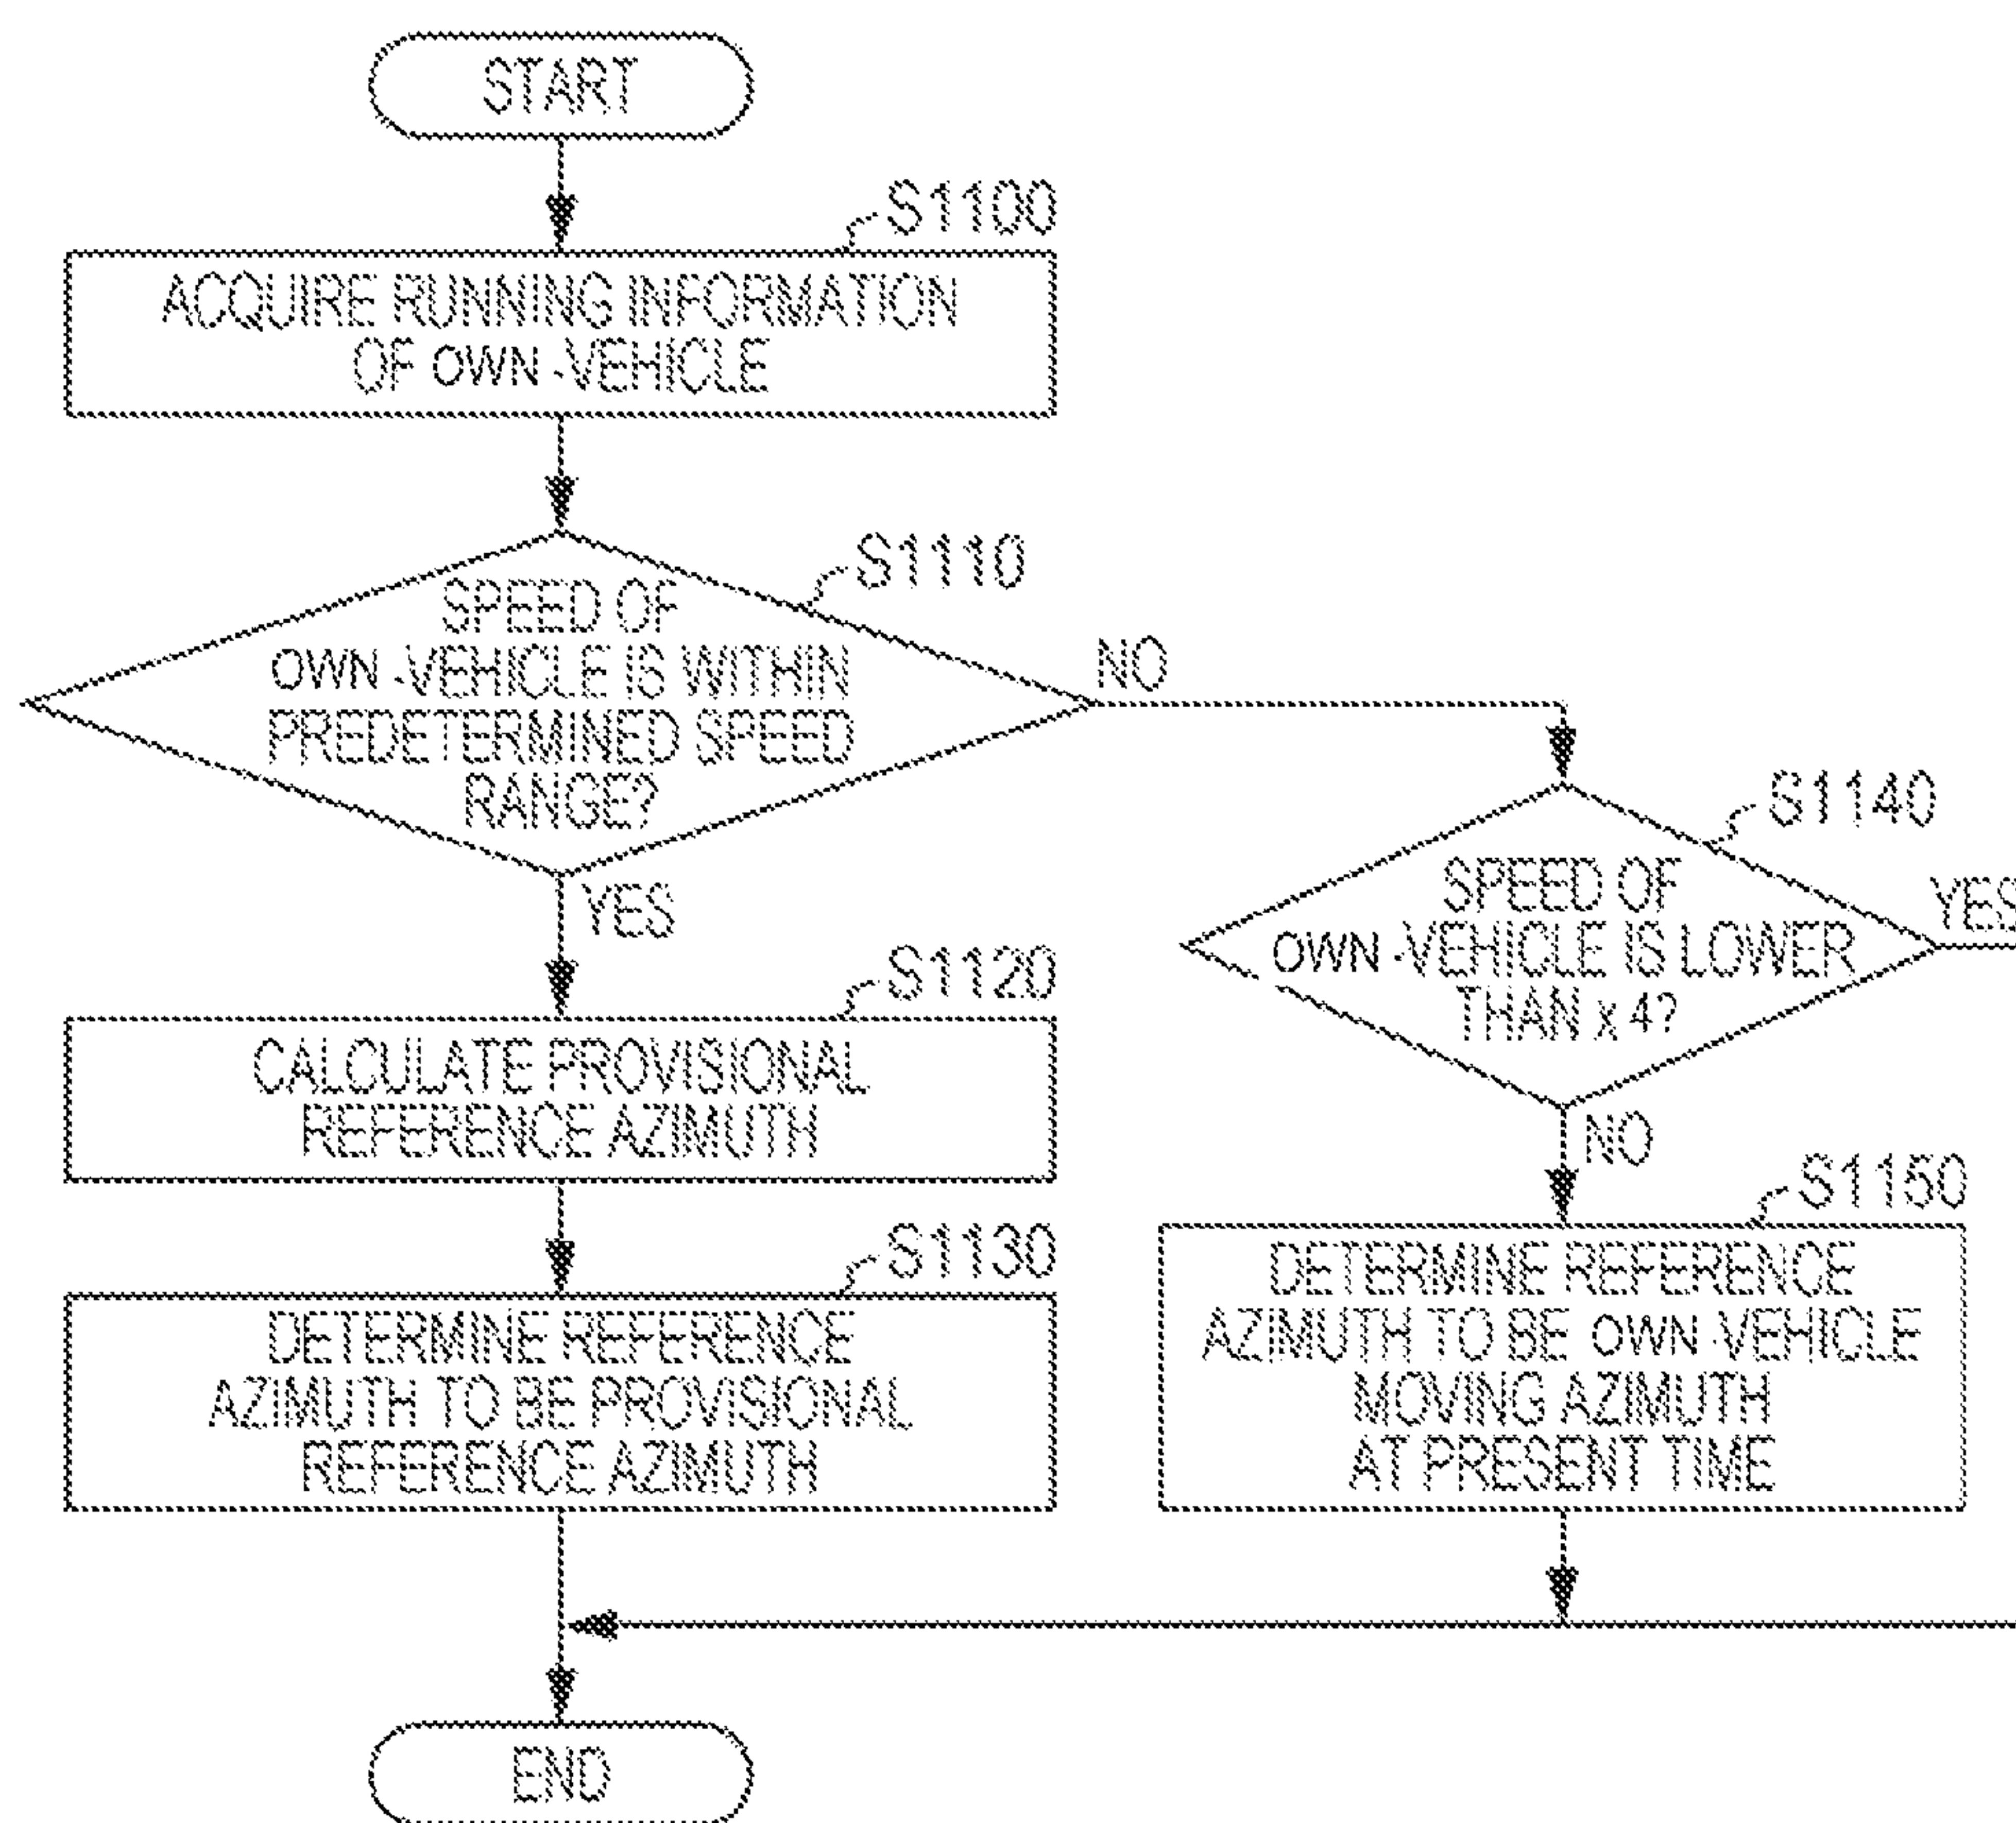 START
S1100
ACQUIRE RUNNING INFORMATION
OF OWN -VEHICLE
S1110
SPEED OF
OWN -VEHICLE IS WITHIN
PREDETERMINED SPEED
RANGE?
NO
YES
S1120
CALCULATE PROVISIONAL
REFERENCE AZIMUTH
S1130
DETERMINE REFERENCE
AZIMUTH TO BE PROVISIONAL
REFERENCE AZIMUTH
S1140
SPEED OF
OWN -VEHICLE IS LOWER
THAN x 4?
YES
NO
S1150
DETERMINE REFERENCE
AZIMUTH TO BE OWN -VEHICLE
MOVING AZIMUTH
AT PRESENT TIME
END